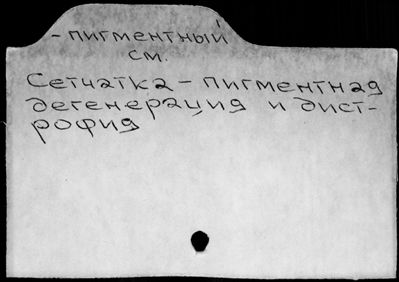 -пигментный
см.
Сетчатка - пигментная
дегенерация и дист-
рофия